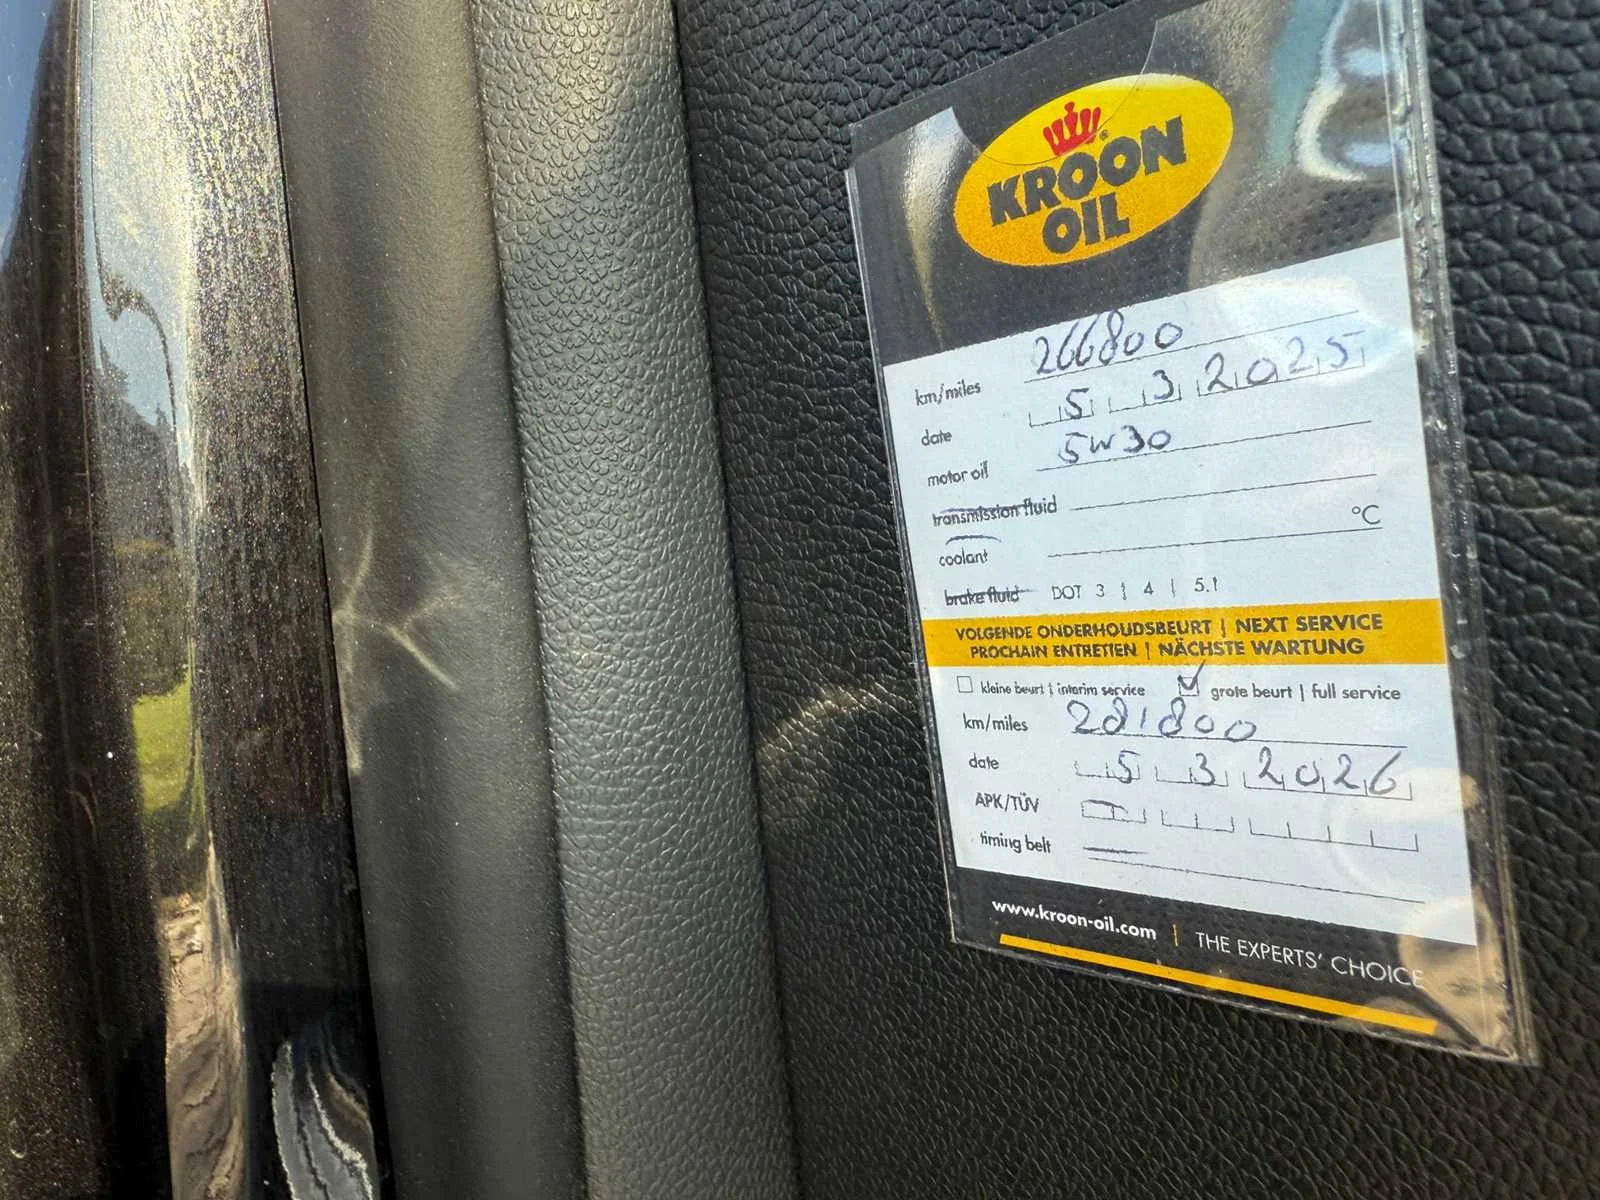 KROON
OIL
km/miles 266800
date 5 3 2025
motor oil 5W30
transmission fluid
coolant °C
brake fluid DOT 3 | 4 | 5.1
VOLGENDE ONDERHOUDSBEURT | NEXT SERVICE
PROCHAIN ENTRETIEN | NÄCHSTE WARTUNG
kleine beurt | interim service grote beurt | full service
km/miles 281800
date 5 3 2026
APK/TÜV
timing belt
www.kroon-oil.com | THE EXPERTS' CHOICE